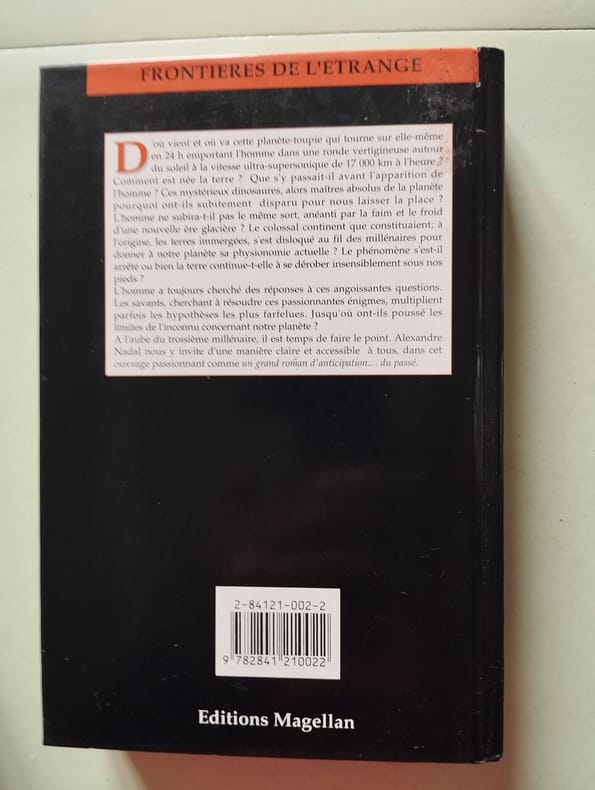 FRONTIERES DE L'ETRANGE
D'où vient et où va cette planète-toupie qui tourne sur elle-même
en 24 h emportant l'homme dans une ronde vertigineuse autour
du soleil à la vitesse ultra-supersonique de 17 000 km à l'heure ?
Comment est née la terre ? Que s'y passait-il avant l'apparition de
l'homme ? Ces mystérieux dinosaures, alors maîtres absolus de la planète
pourquoi ont-ils subitement disparu pour nous laisser la place ?
L'homme ne subira-t-il pas le même sort, anéanti par la faim et le froid
d'une nouvelle ère glacière ? Le colossal continent que constituaient; à
l'origine, les terres immergées, s'est disloqué au fil des millénaires pour
donner à notre planète sa physionomie actuelle ? Le phénomène s'est-il
arrêté ou bien la terre continue-t-elle à se dérober insensiblement sous nos
pieds ?
L'homme a toujours cherché des réponses à ces angoissantes questions.
Les savants, cherchant à résoudre ces passionnantes énigmes, multiplient
parfois les hypothèses les plus farfelues. Jusqu'où ont-ils poussé les
limites de l'inconnu concernant notre planète ?
A l'aube du troisième millénaire, il est temps de faire le point. Alexandre
Nadal nous y invite d'une manière claire et accessible à tous, dans cet
ouvrage passionnant comme un grand roman d'anticipation.... du passé.
2-84121-002-2
9 782841 210022
Editions Magellan